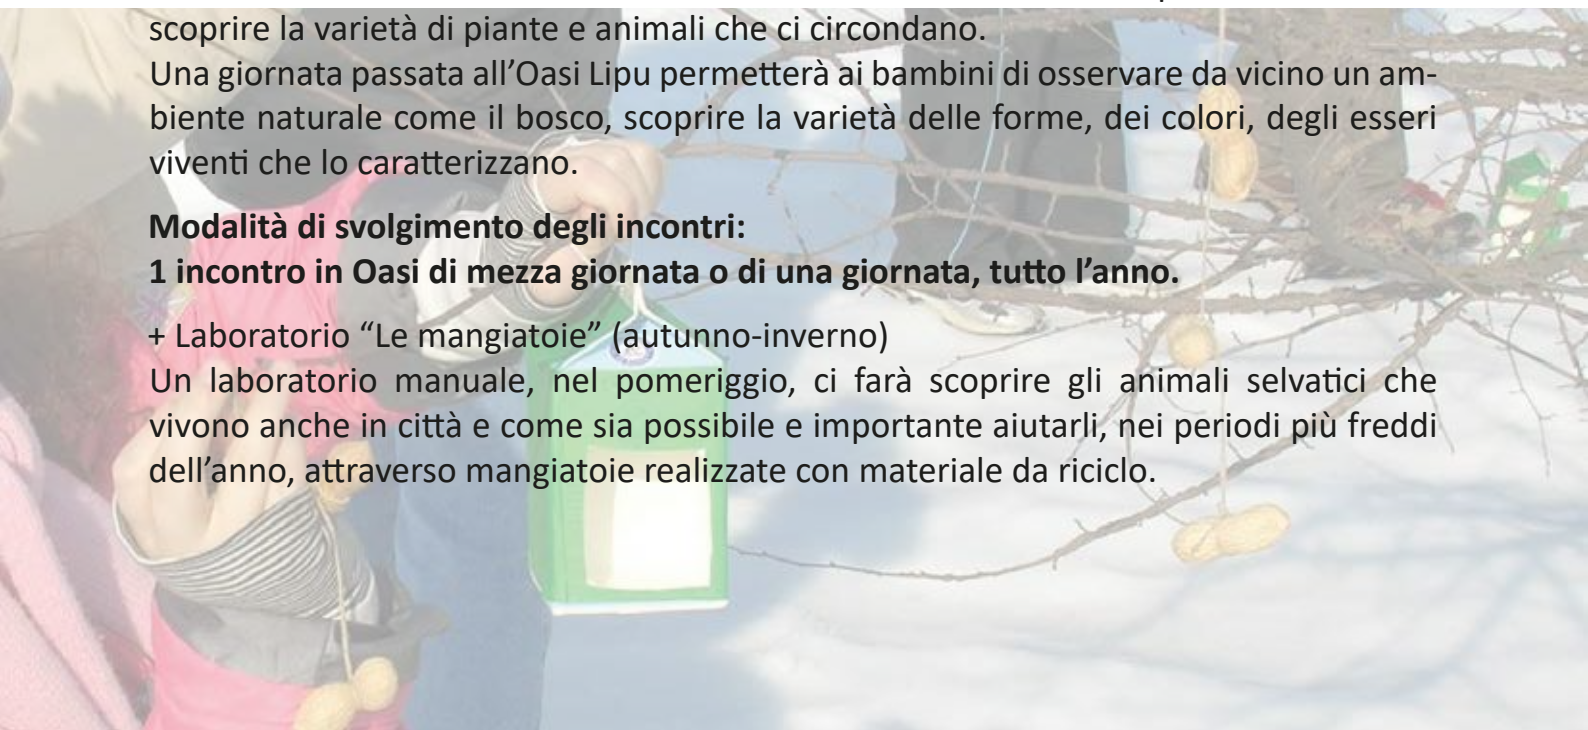 scoprire la varietà di piante e animali che ci circondano.
Una giornata passata all’Oasi Lipu permetterà ai bambini di osservare da vicino un am-
biente naturale come il bosco, scoprire la varietà delle forme, dei colori, degli esseri
viventi che lo caratterizzano.
Modalità di svolgimento degli incontri:
1 incontro in Oasi di mezza giornata o di una giornata, tutto l’anno.
+ Laboratorio “Le mangiatoie” (autunno-inverno)
Un laboratorio manuale, nel pomeriggio, ci farà scoprire gli animali selvatici che
vivono anche in città e come sia possibile e importante aiutarli, nei periodi più freddi
dell’anno, attraverso mangiatoie realizzate con materiale da riciclo.